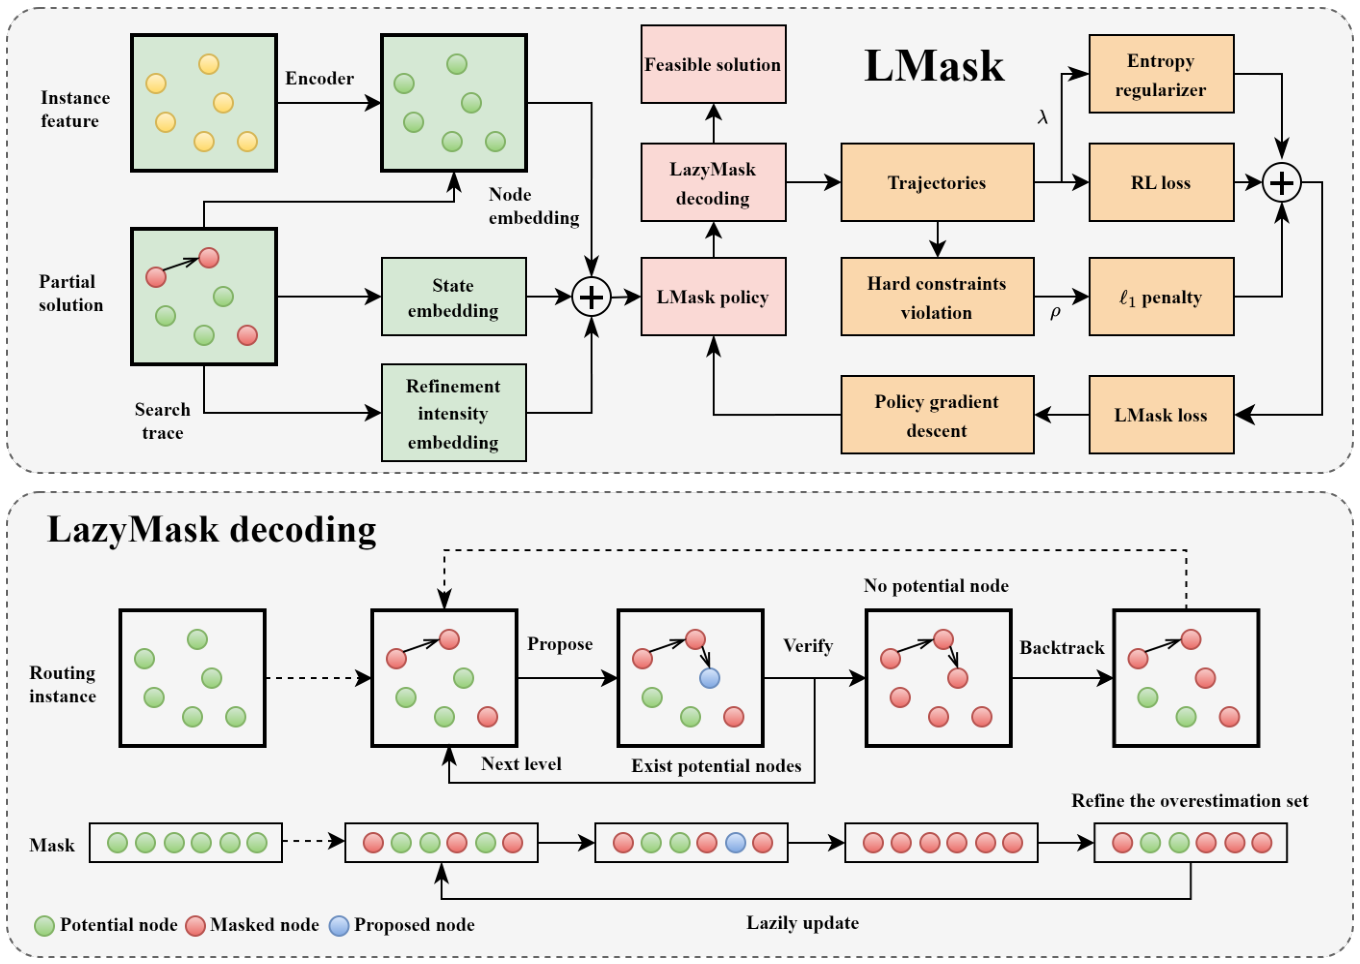 LMask
Instance
feature
Encoder
Node
embedding
Partial
solution
Search
trace
State
embedding
Refinement
intensity
embedding
Feasible solution
LazyMask
decoding
LMask policy
Trajectories
Hard constraints
violation
Policy gradient
descent
λ
ρ
Entropy
regularizer
RL loss
ℓ1 penalty
LMask loss
LazyMask decoding
Routing
instance
Propose
Verify
No potential node
Backtrack
Next level
Exist potential nodes
Refine the overestimation set
Mask
Lazily update
Potential node
Masked node
Proposed node